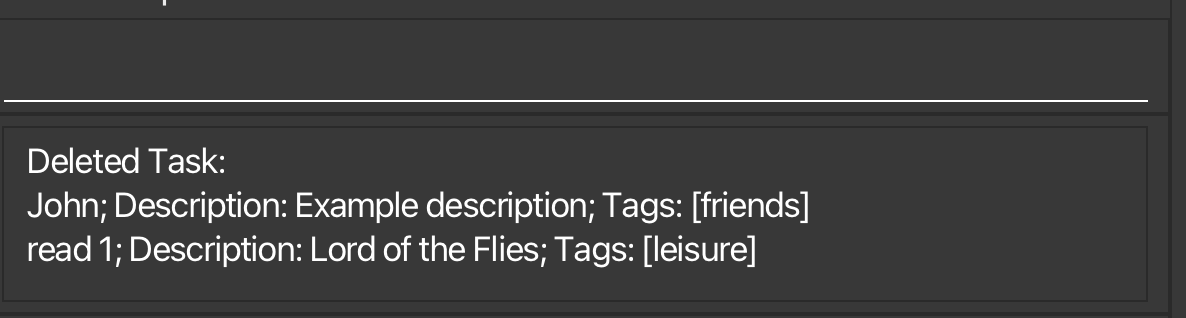 Deleted Task:
John; Description: Example description; Tags: [friends]
read 1; Description: Lord of the Flies; Tags: [leisure]